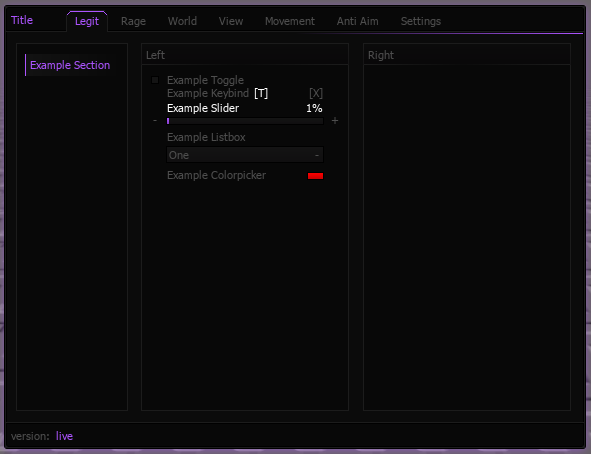 Title Legit Rage World View Movement Anti Aim Settings
Example Section
Left
Example Toggle
Example Keybind [T] [X]
Example Slider 1%
- +
Example Listbox
One -
Example Colorpicker
Right
version: live